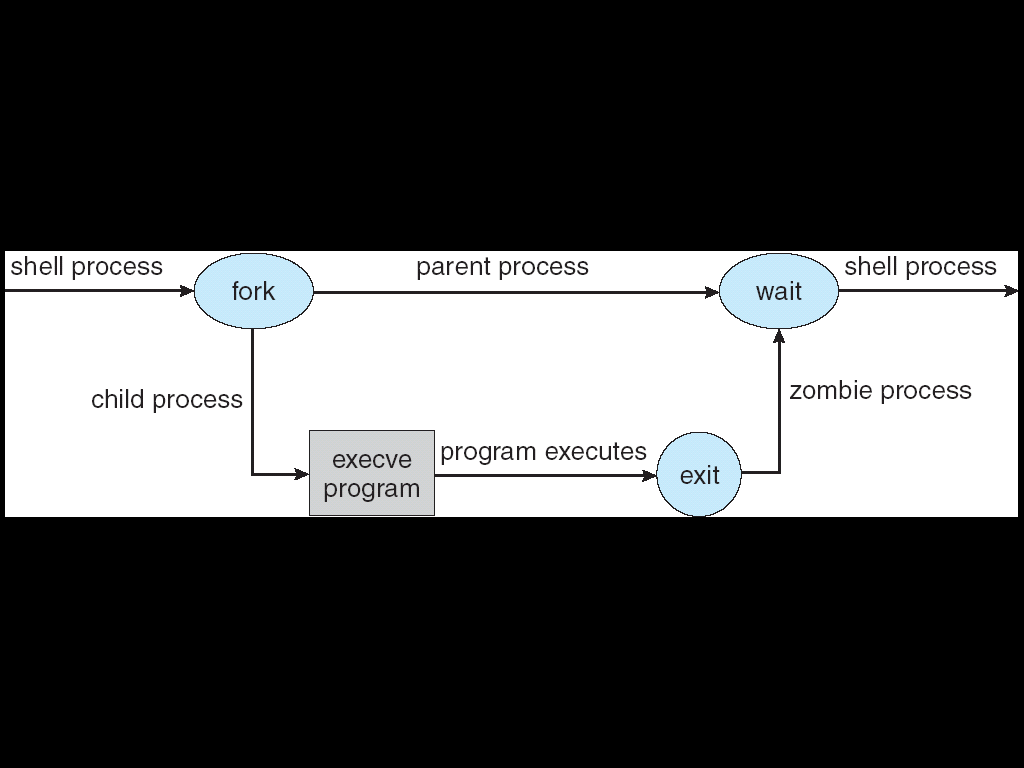 shell process
fork
parent process
wait
shell process
child process
zombie process
execve
program
program executes
exit